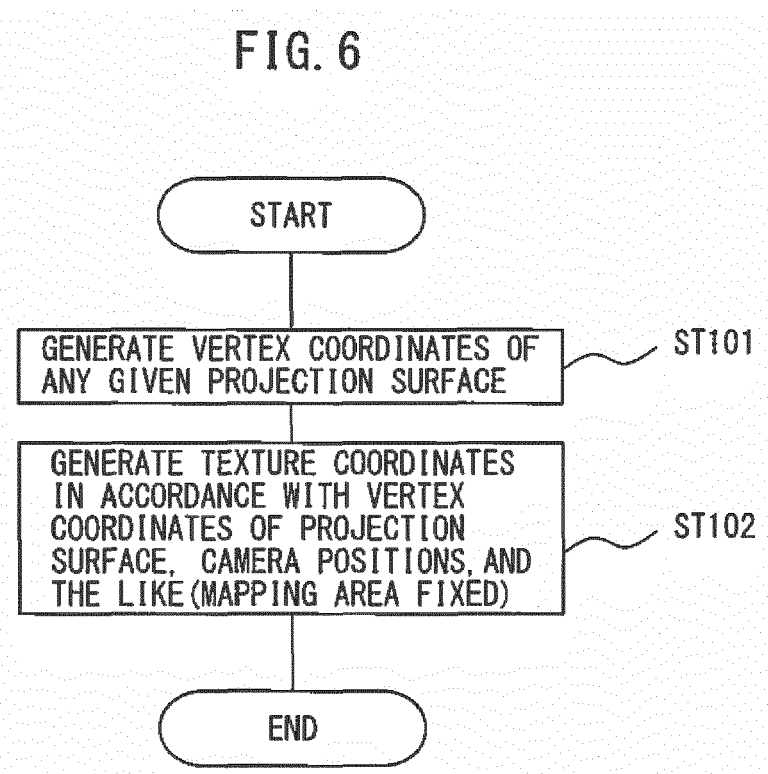 FIG. 6
START
GENERATE VERTEX COORDINATES OF
ANY GIVEN PROJECTION SURFACE
ST101
GENERATE TEXTURE COORDINATES
IN ACCORDANCE WITH VERTEX
COORDINATES OF PROJECTION
SURFACE, CAMERA POSITIONS, AND
THE LIKE (MAPPING AREA FIXED)
ST102
END